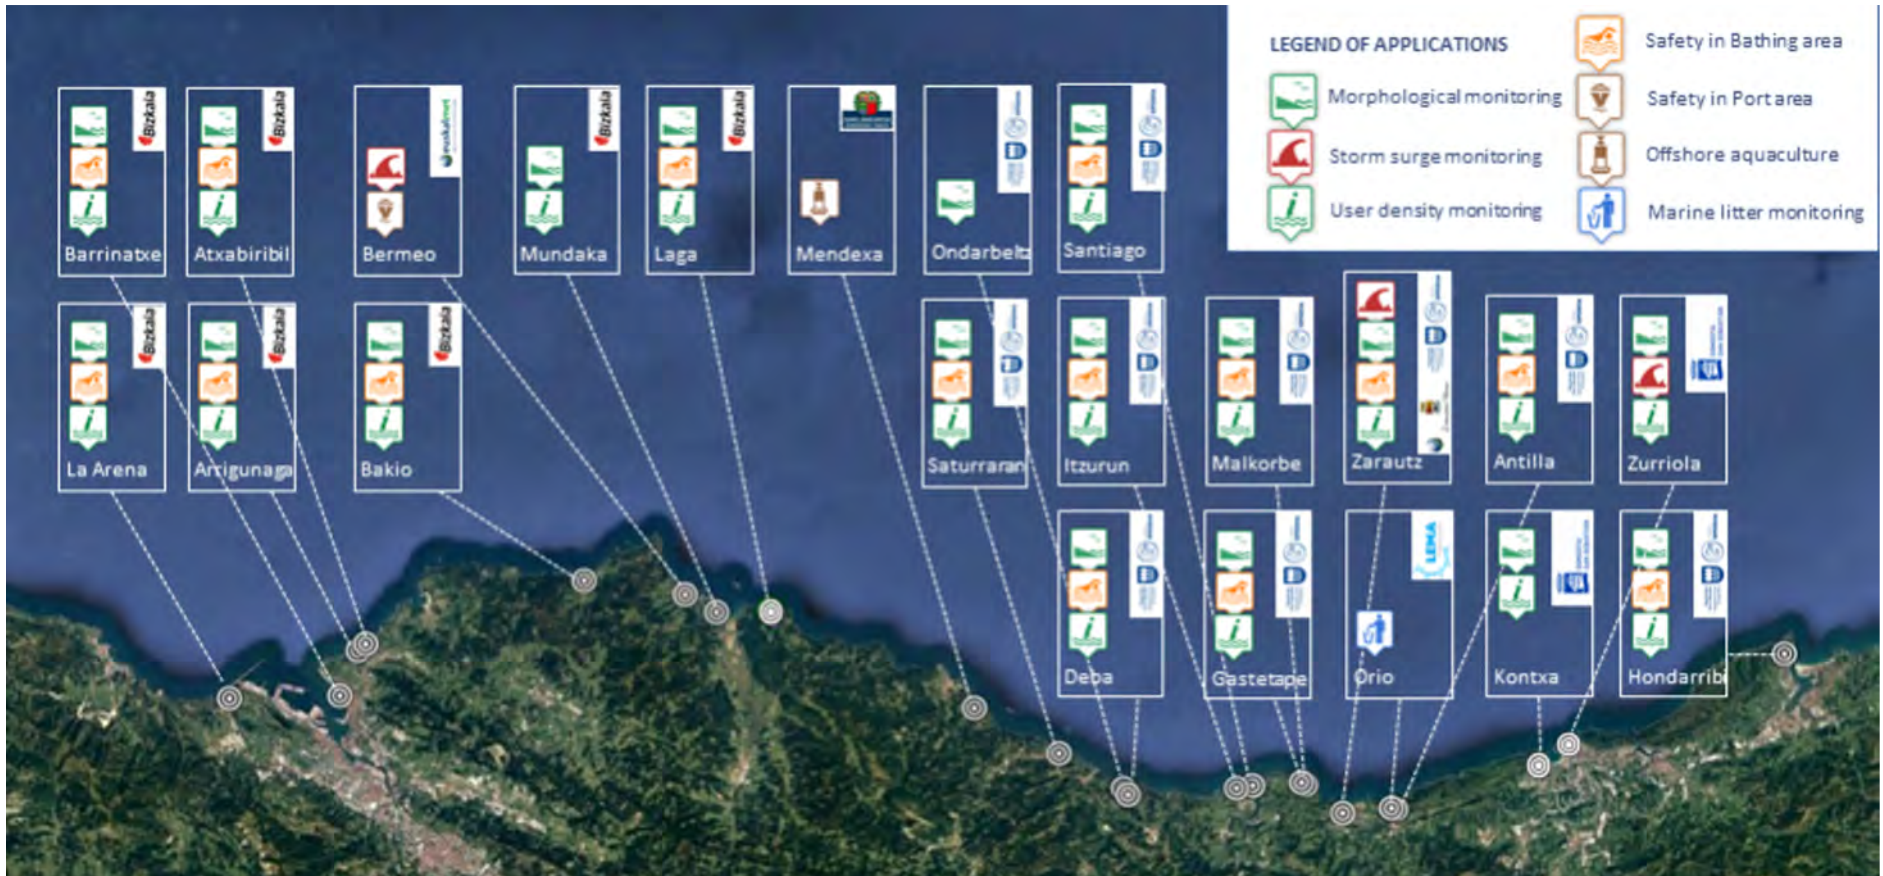 LEGEND OF APPLICATIONS
Morphological monitoring
Storm surge monitoring
User density monitoring
Safety in Bathing area
Safety in Port area
Offshore aquaculture
Marine litter monitoring
Bizkaia
Barrinatxe
Bizkaia
Atxabiribil
euskalmet
Bermeo
Bizkaia
Mundaka
Bizkaia
Laga
Mendexa
Ondarbeltz
Santiago
Bizkaia
La Arena
Bizkaia
Arrigunaga
Bizkaia
Bakio
Saturraran
Itzurun
Malkorbe
Zarautz
Antilla
Zurriola
Deba
Gastetape
LEMA
Orio
Kontxa
Hondarribi